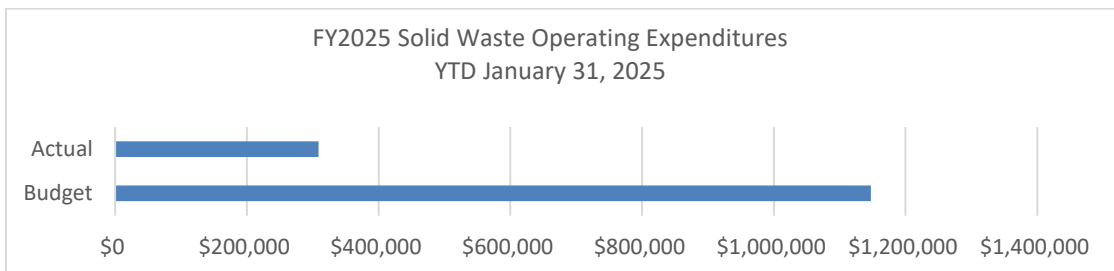 FY2025 Solid Waste Operating Expenditures
YTD January 31, 2025
Actual
Budget
$0 $200,000 $400,000 $600,000 $800,000 $1,000,000 $1,200,000 $1,400,000